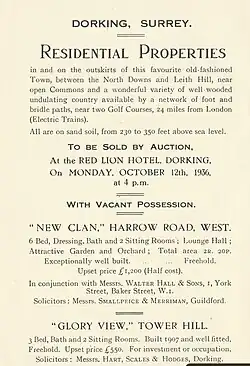 DORKING, SURREY.
RESIDENTIAL PROPERTIES
in and on the outskirts of this favourite old-fashioned
Town, between the North Downs and Leith Hill, near
open Commons and a wonderful variety of well-wooded
undulating country available by a network of foot and
bridle paths, near two Golf Courses, 24 miles from London
(Electric Trains).
All are on sand soil, from 230 to 350 feet above sea level.
TO BE SOLD BY AUCTION,
At the RED LION HOTEL, DORKING,
On MONDAY, OCTOBER 12th, 1936,
at 4 p.m.
WITH VACANT POSSESSION.
"NEW CLAN," HARROW ROAD, WEST.
6 Bed, Dressing, Bath and 2 Sitting Rooms ; Lounge Hall ;
Attractive Garden and Orchard ; Total area 2R. 20P.
Exceptionally well built. .. .. Freehold.
Upset price £1,200 (Half cost).
In conjunction with Messrs. WALTER HALL & SONS, 1, York
Street, Baker Street, W.1.
Solicitors : Messrs. SMALLPIECE & MERRIMAN, Guildford.
"GLORY VIEW," TOWER HILL.
3 Bed, Bath and 2 Sitting Rooms. Built 1907 and well fitted.
Freehold. Upset price £550. For investment or occupation.
Solicitors : Messrs. HART, SCALES & HODGES, Dorking.